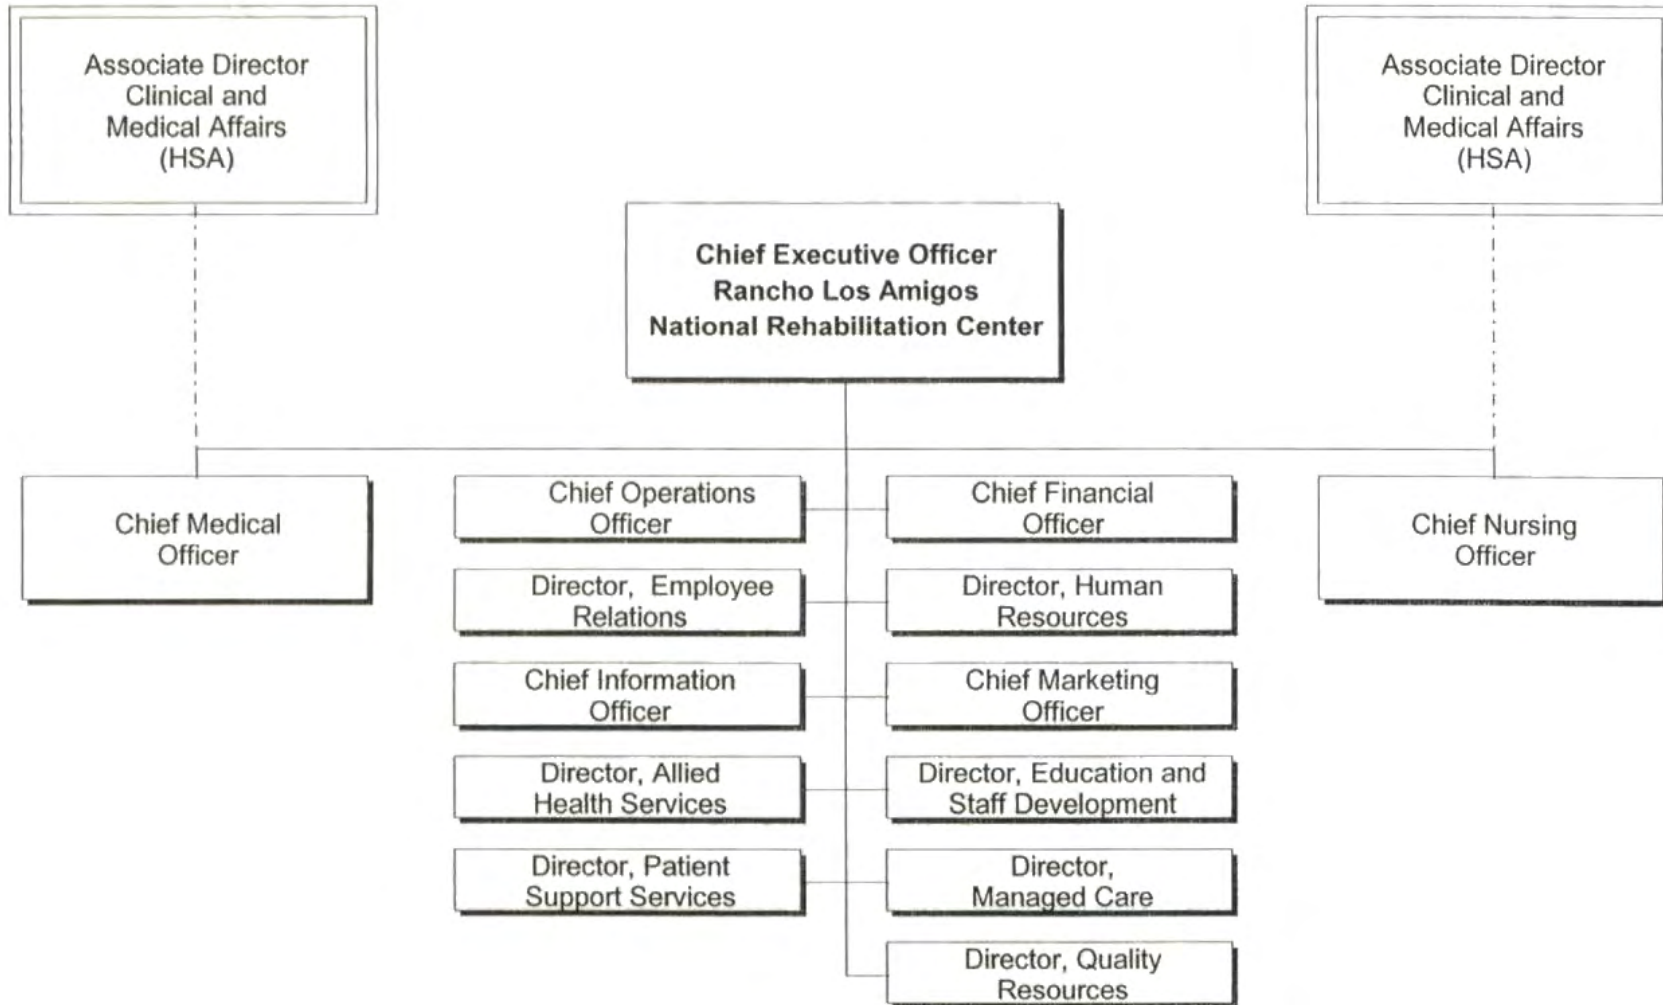 Associate Director
Clinical and
Medical Affairs
(HSA)
Associate Director
Clinical and
Medical Affairs
(HSA)
Chief Executive Officer
Rancho Los Amigos
National Rehabilitation Center
Chief Medical
Officer
Chief Operations
Officer
Chief Financial
Officer
Chief Nursing
Officer
Director, Employee
Relations
Director, Human
Resources
Chief Information
Officer
Chief Marketing
Officer
Director, Allied
Health Services
Director, Education and
Staff Development
Director, Patient
Support Services
Director,
Managed Care
Director, Quality
Resources